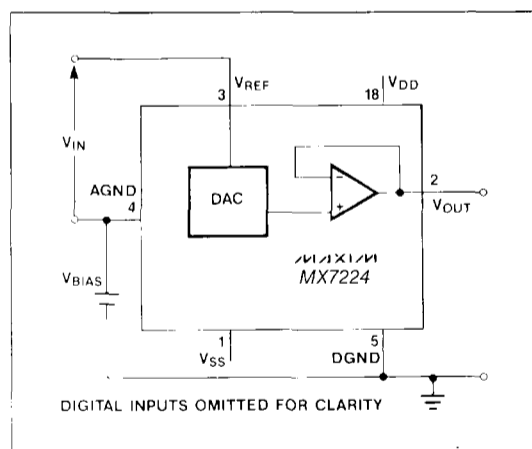 VREF
3
VDD
18
VIN
AGND
4
DAC
−
+
2
VOUT
MAXIM
MX7224
VBIAS
1
VSS
5
DGND
DIGITAL INPUTS OMITTED FOR CLARITY